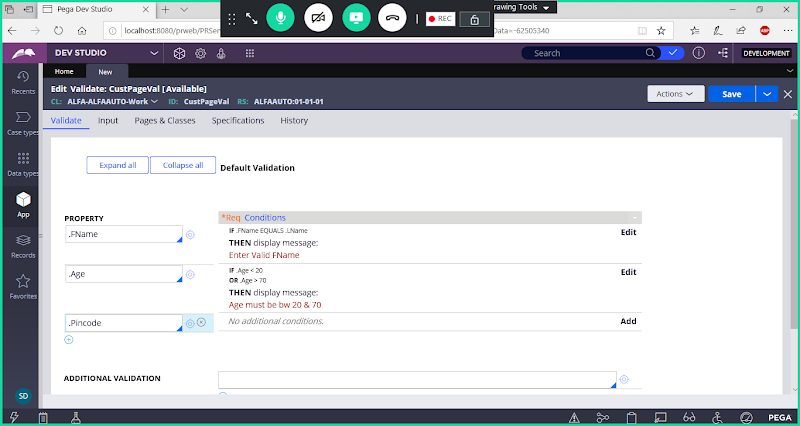 Pega Dev Studio
rawing Tools
REC
localhost:8080/prweb/PRSer
Data=-62505340
ABP
DEV STUDIO
Search
DEVELOPMENT
Home
New
Recents
Edit Validate: CustPageVal [Available]
CL: ALFA-ALFAAUTO-Work ID: CustPageVal RS: ALFAAUTO:01-01-01
Actions
Save
Validate
Input
Pages & Classes
Specifications
History
Case types
Data types
App
Records
Favorites
Expand all
Collapse all
Default Validation
PROPERTY
*Req Conditions
.FName
IF .FName EQUALS .LName
Edit
THEN display message:
Enter Valid FName
.Age
IF .Age < 20
Edit
OR .Age > 70
THEN display message:
Age must be bw 20 & 70
.Pincode
No additional conditions.
Add
ADDITIONAL VALIDATION
SD
PEGA